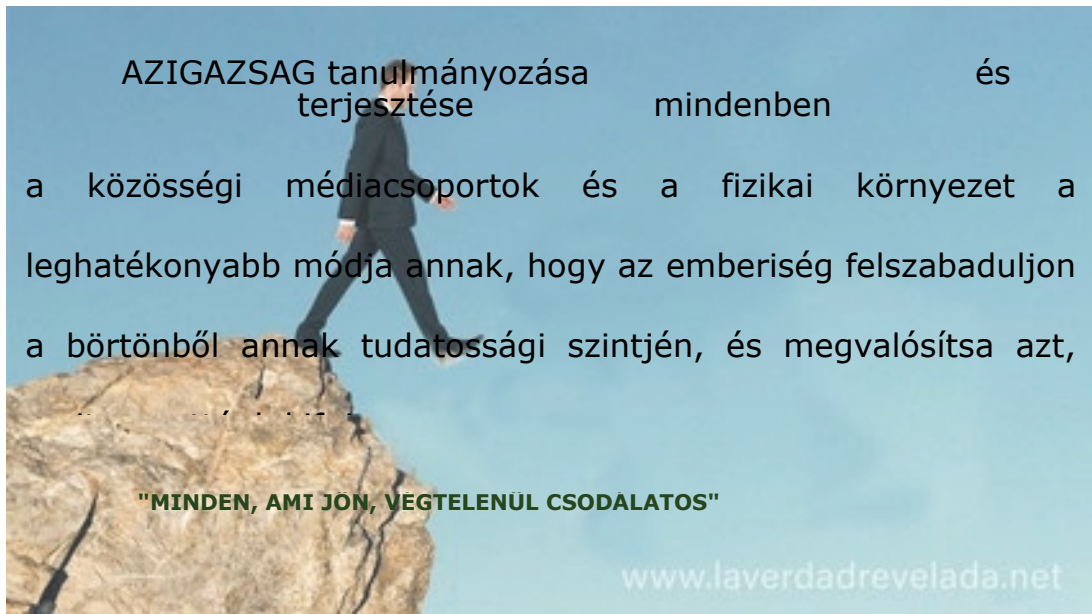 AZIGAZSAG tanulmányozása és
terjesztése mindenben
a közösségi médiacsoportok és a fizikai környezet a
leghatékonyabb módja annak, hogy az emberiség felszabaduljon
a börtönből annak tudatossági szintjén, és megvalósítsa azt,
"MINDEN, AMI JÖN, VÉGTELENÜL CSODÁLATOS"
www.laverdadrevelada.net